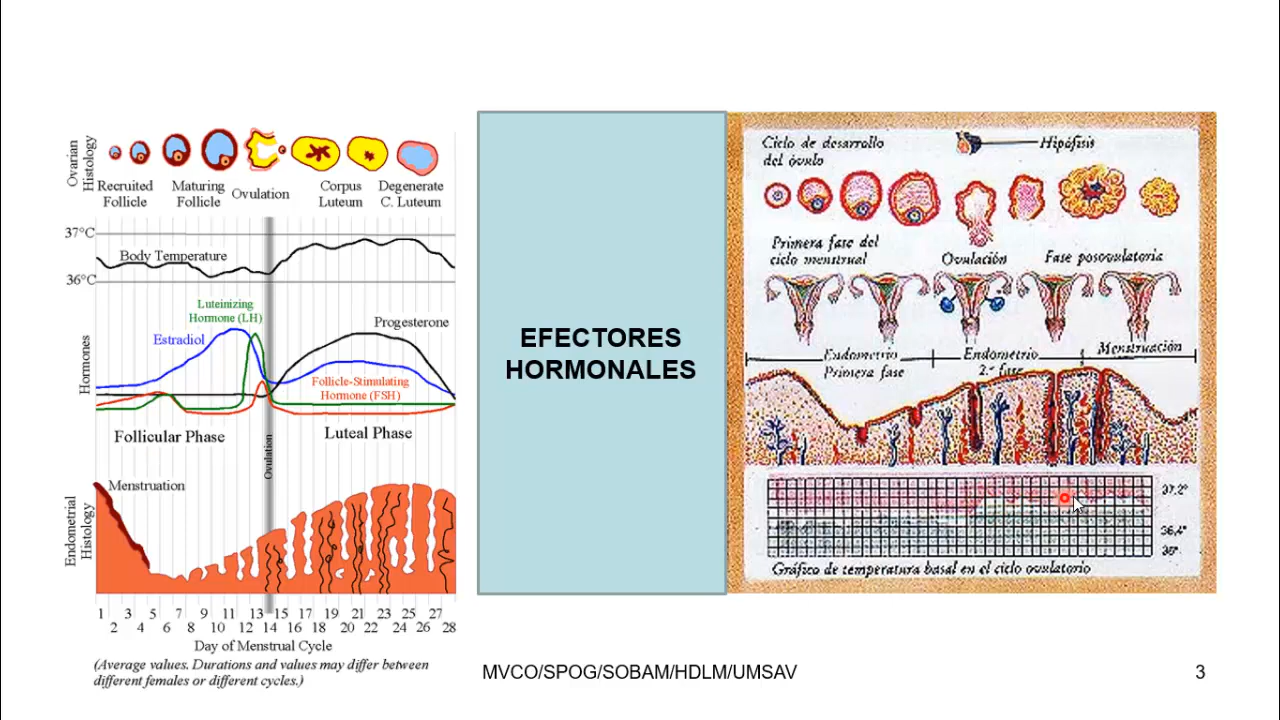 Ovarian
Histology
Recruited
Follicle
Maturing
Follicle
Ovulation
Corpus
Luteum
Degenerate
C. Luteum
37°C
Body Temperature
36°C
Hormones
Luteinizing
Hormone (LH)
Estradiol
Progesterone
Follicle-Stimulating
Hormone (FSH)
Follicular Phase
Ovulation
Luteal Phase
Endometrial
Histology
Menstruation
1 3 5 7 9 11 13 15 17 19 21 23 25 27
2 4 6 8 10 12 14 16 18 20 22 24 26 28
Day of Menstrual Cycle
(Average values. Durations and values may differ between
different females or different cycles.)
EFECTORES
HORMONALES
Ciclo de desarrollo
del óvulo
Hipófisis
Primera fase del
ciclo menstrual
Ovulación
Fase posovulatoria
Endometrio
Primera fase
Endometrio
2.ª fase
Menstruación
37,2°
36,4°
36°
Gráfico de temperatura basal en el ciclo ovulatorio
MVCO/SPOG/SOBAM/HDLM/UMSAV
3